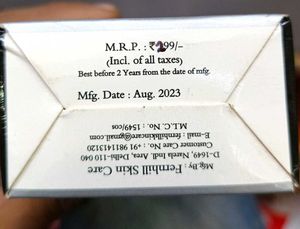 M.R.P. : ₹299/-
(Incl. of all taxes)
Best before 2 Years from the date of mfg.
Mfg. Date : Aug. 2023
Mfg.By: Fernhill Skin Care
D-1649, Narela Indl. Area, Delhi-110 040
Customer Care No. +91 9814153120
E-mail : fernhillskincare@gmail.com
M.L.C. No. : 1549/cos